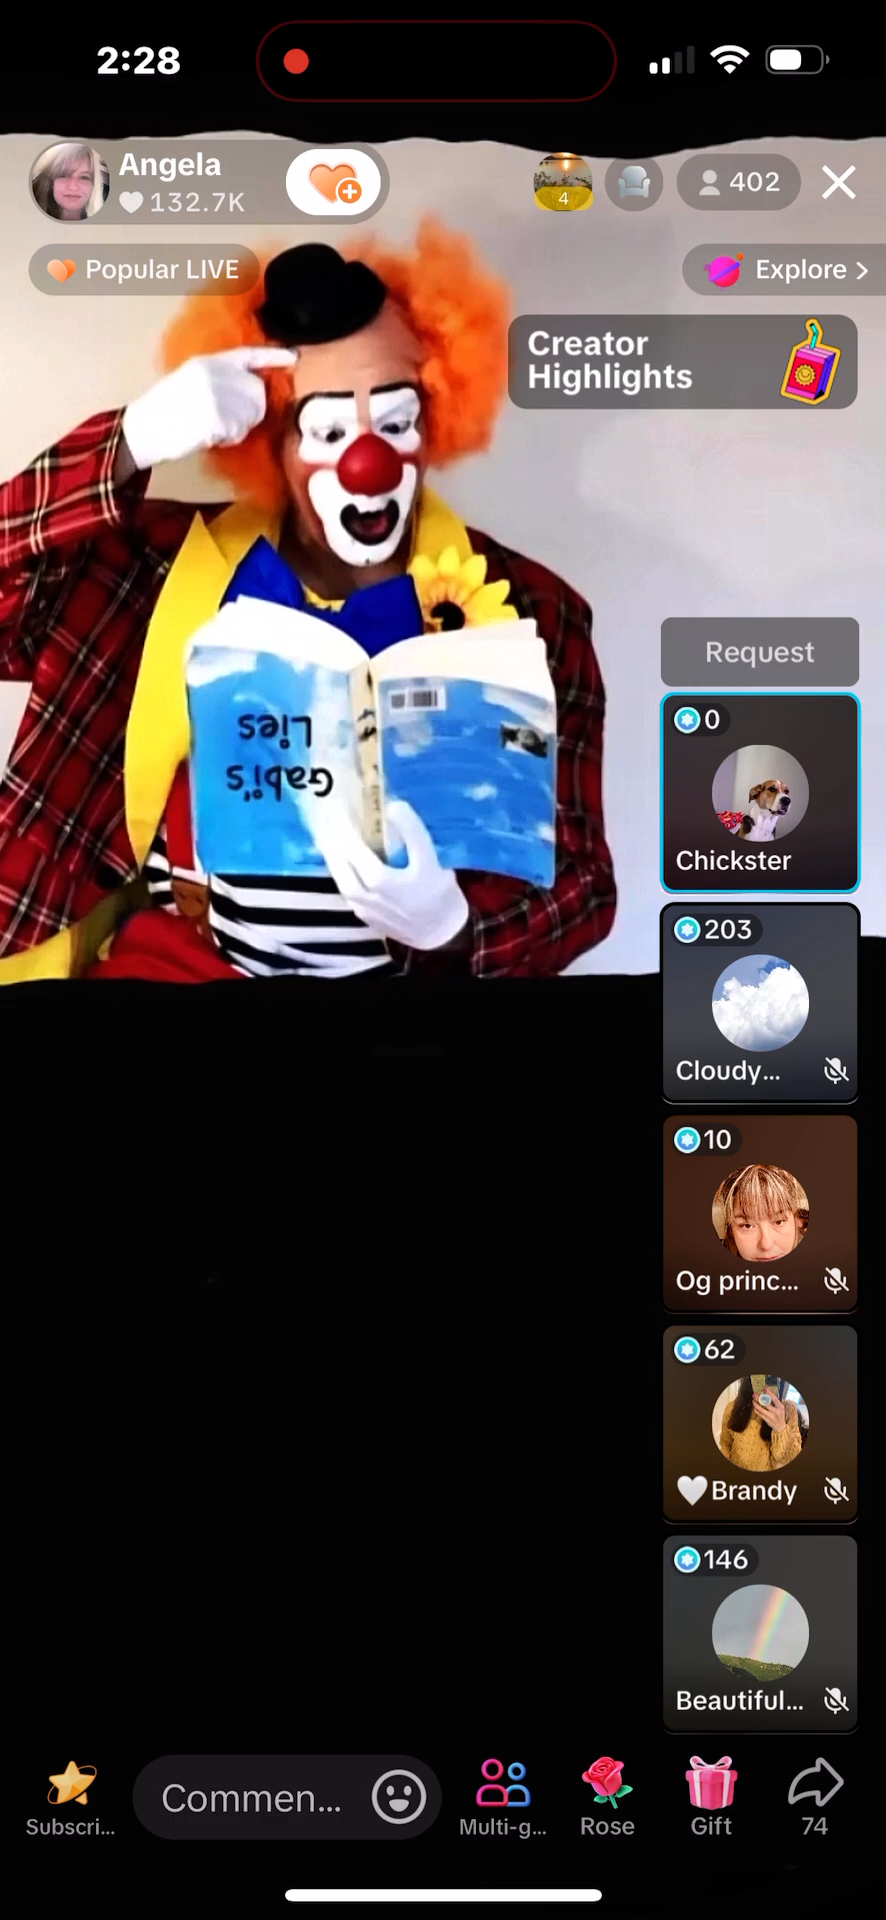 2:28
Angela
132.7K
4
402
Popular LIVE
Explore >
Creator
Highlights
Request
0
Gabi's
Lies
Chickster
203
Cloudy...
10
Og princ...
62
🤍Brandy
146
Beautiful...
Subscri...
Commen...
Multi-g...
Rose
Gift
74